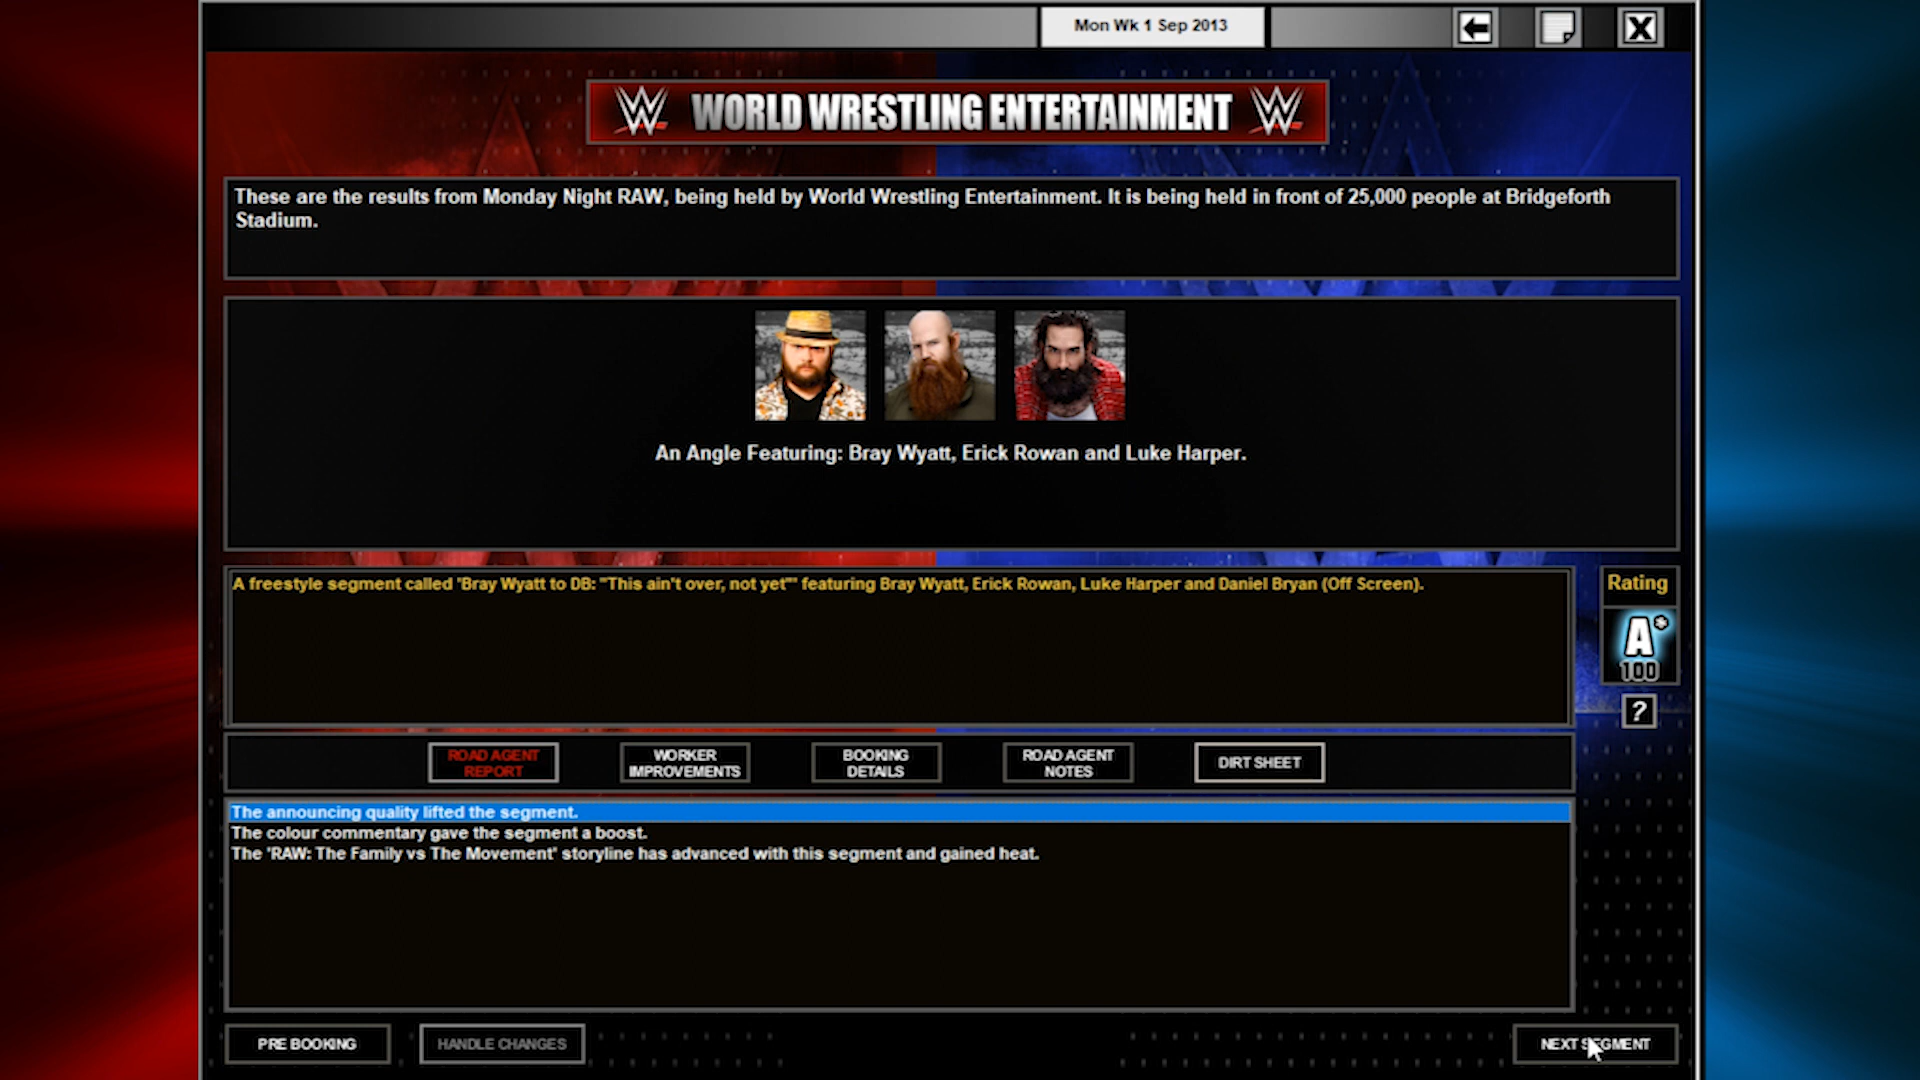 Mon Wk 1 Sep 2013
WORLD WRESTLING ENTERTAINMENT
These are the results from Monday Night RAW, being held by World Wrestling Entertainment. It is being held in front of 25,000 people at Bridgeforth
Stadium.
An Angle Featuring: Bray Wyatt, Erick Rowan and Luke Harper.
A freestyle segment called 'Bray Wyatt to DB: "This ain't over, not yet"' featuring Bray Wyatt, Erick Rowan, Luke Harper and Daniel Bryan (Off Screen).
Rating
A*
100
?
ROAD AGENT
REPORT
WORKER
IMPROVEMENTS
BOOKING
DETAILS
ROAD AGENT
NOTES
DIRT SHEET
The announcing quality lifted the segment.
The colour commentary gave the segment a boost.
The 'RAW: The Family vs The Movement' storyline has advanced with this segment and gained heat.
PRE BOOKING
HANDLE CHANGES
NEXT SEGMENT